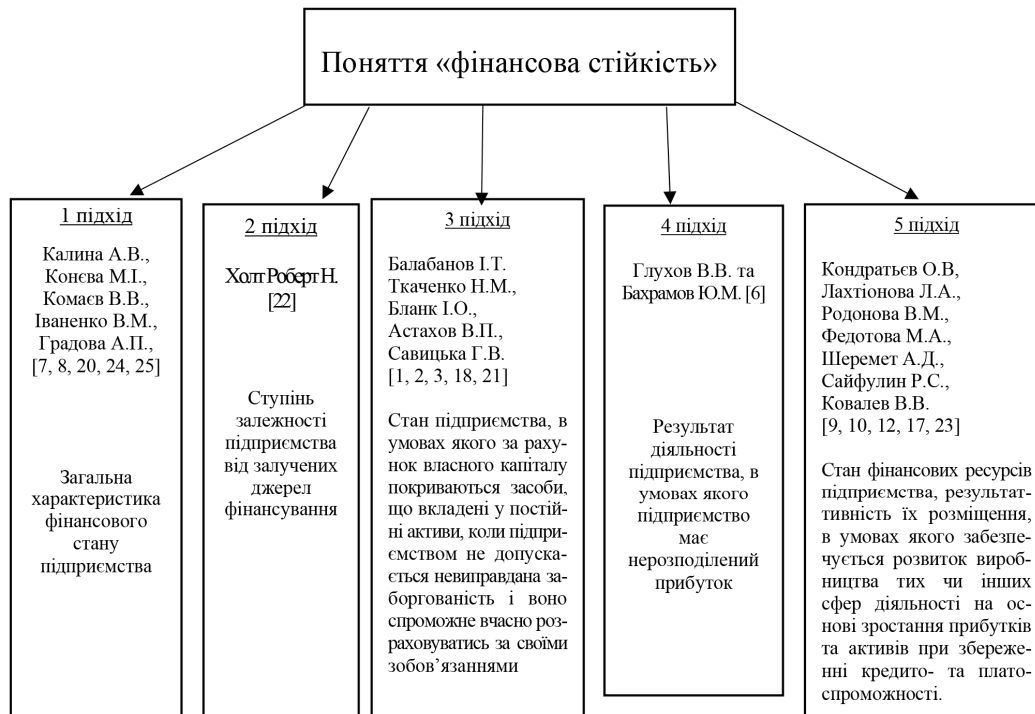 Поняття «фінансова стійкість»
1 підхід
Калина А.В.,
Конєва М.І.,
Комаєв В.В.,
Іваненко В.М.,
Градова А.П.,
[7, 8, 20, 24, 25]
Загальна
характеристика
фінансового
стану
підприємства
2 підхід
Холт Роберт Н.
[22]
Ступінь
залежності
підприємства
від залучених
джерел
фінансування
3 підхід
Балабанов І.Т.
Ткаченко Н.М.,
Бланк І.О.,
Астахов В.П.,
Савицька Г.В.
[1, 2, 3, 18, 21]
Стан підприємства, в
умовах якого за раху-
нок власного капіталу
покриваються засоби,
що вкладені у постій-
ні активи, коли підпри-
ємством не допуска-
ється невиправдана за-
боргованість і воно
спроможне вчасно роз-
раховуватись за своїми
зобов’язаннями
4 підхід
Глухов В.В. та
Бахрамов Ю.М. [6]
Результат
діяльності
підприємства, в
умовах якого
підприємство
має
нерозподілений
прибуток
5 підхід
Кондратьєв О.В,
Лахтіонова Л.А.,
Родонова В.М.,
Федотова М.А.,
Шеремет А.Д.,
Сайфулин Р.С.,
Ковалев В.В.
[9, 10, 12, 17, 23]
Стан фінансових ресурсів
підприємства, результат-
тивність їх розміщення,
в умовах якого забезпе-
чується розвиток вироб-
ництва тих чи інших
сфер діяльності на ос-
нові зростання прибутків
та активів при збереже-
нні кредито- та плато-
спроможності.